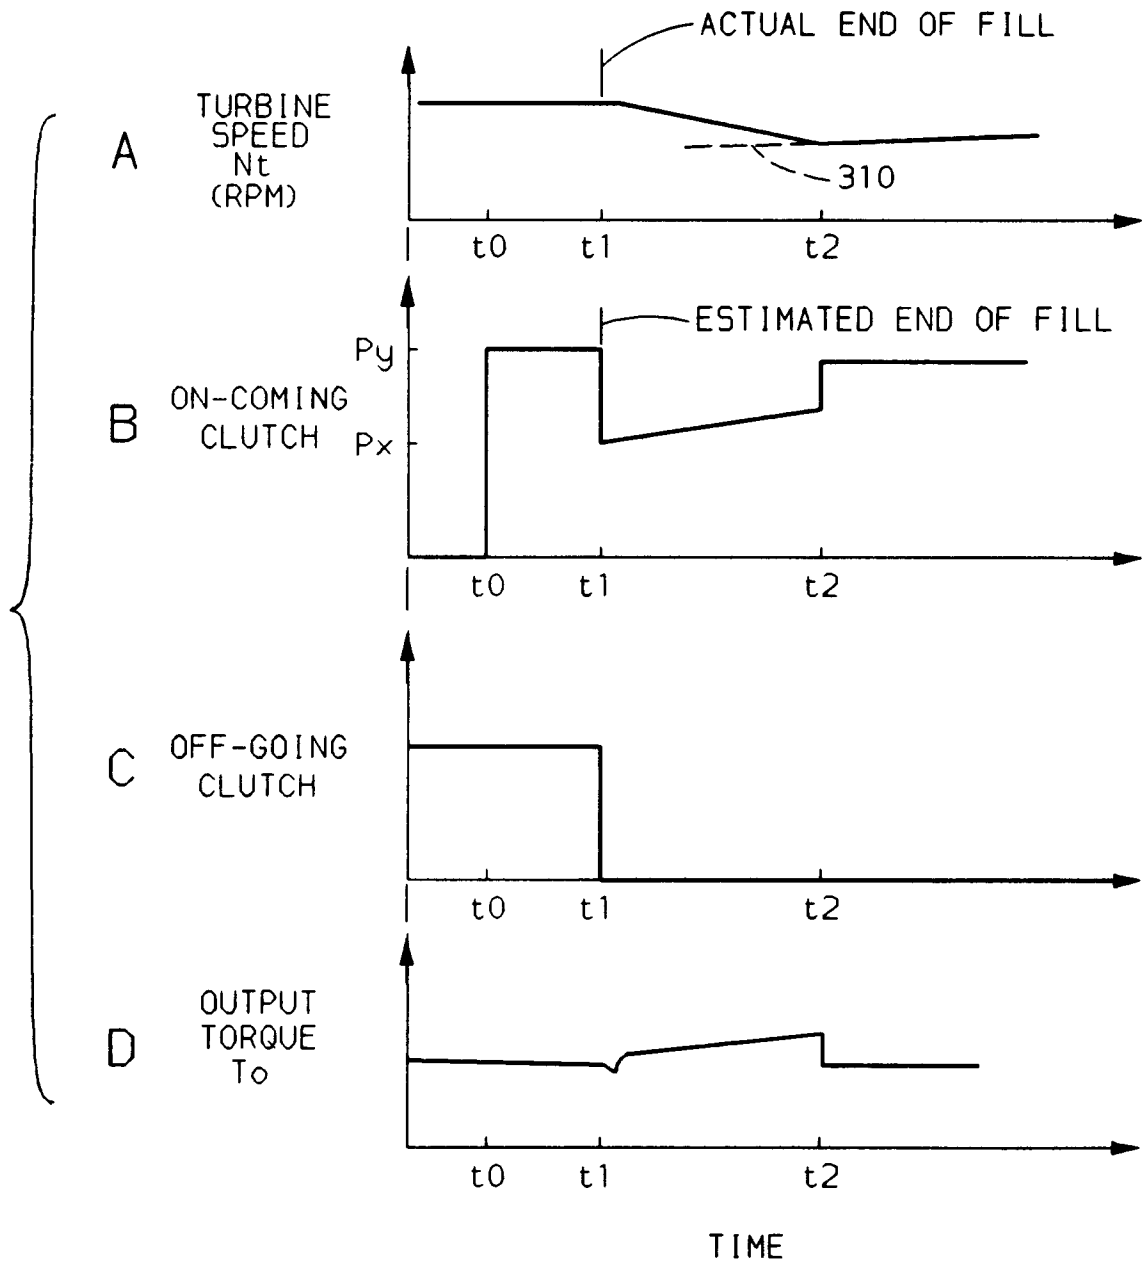 ACTUAL END OF FILL
A
TURBINE
SPEED
Nt
(RPM)
310
t0 t1 t2
ESTIMATED END OF FILL
B
ON-COMING
CLUTCH
Py
Px
t0 t1 t2
C
OFF-GOING
CLUTCH
t0 t1 t2
D
OUTPUT
TORQUE
To
t0 t1 t2
TIME